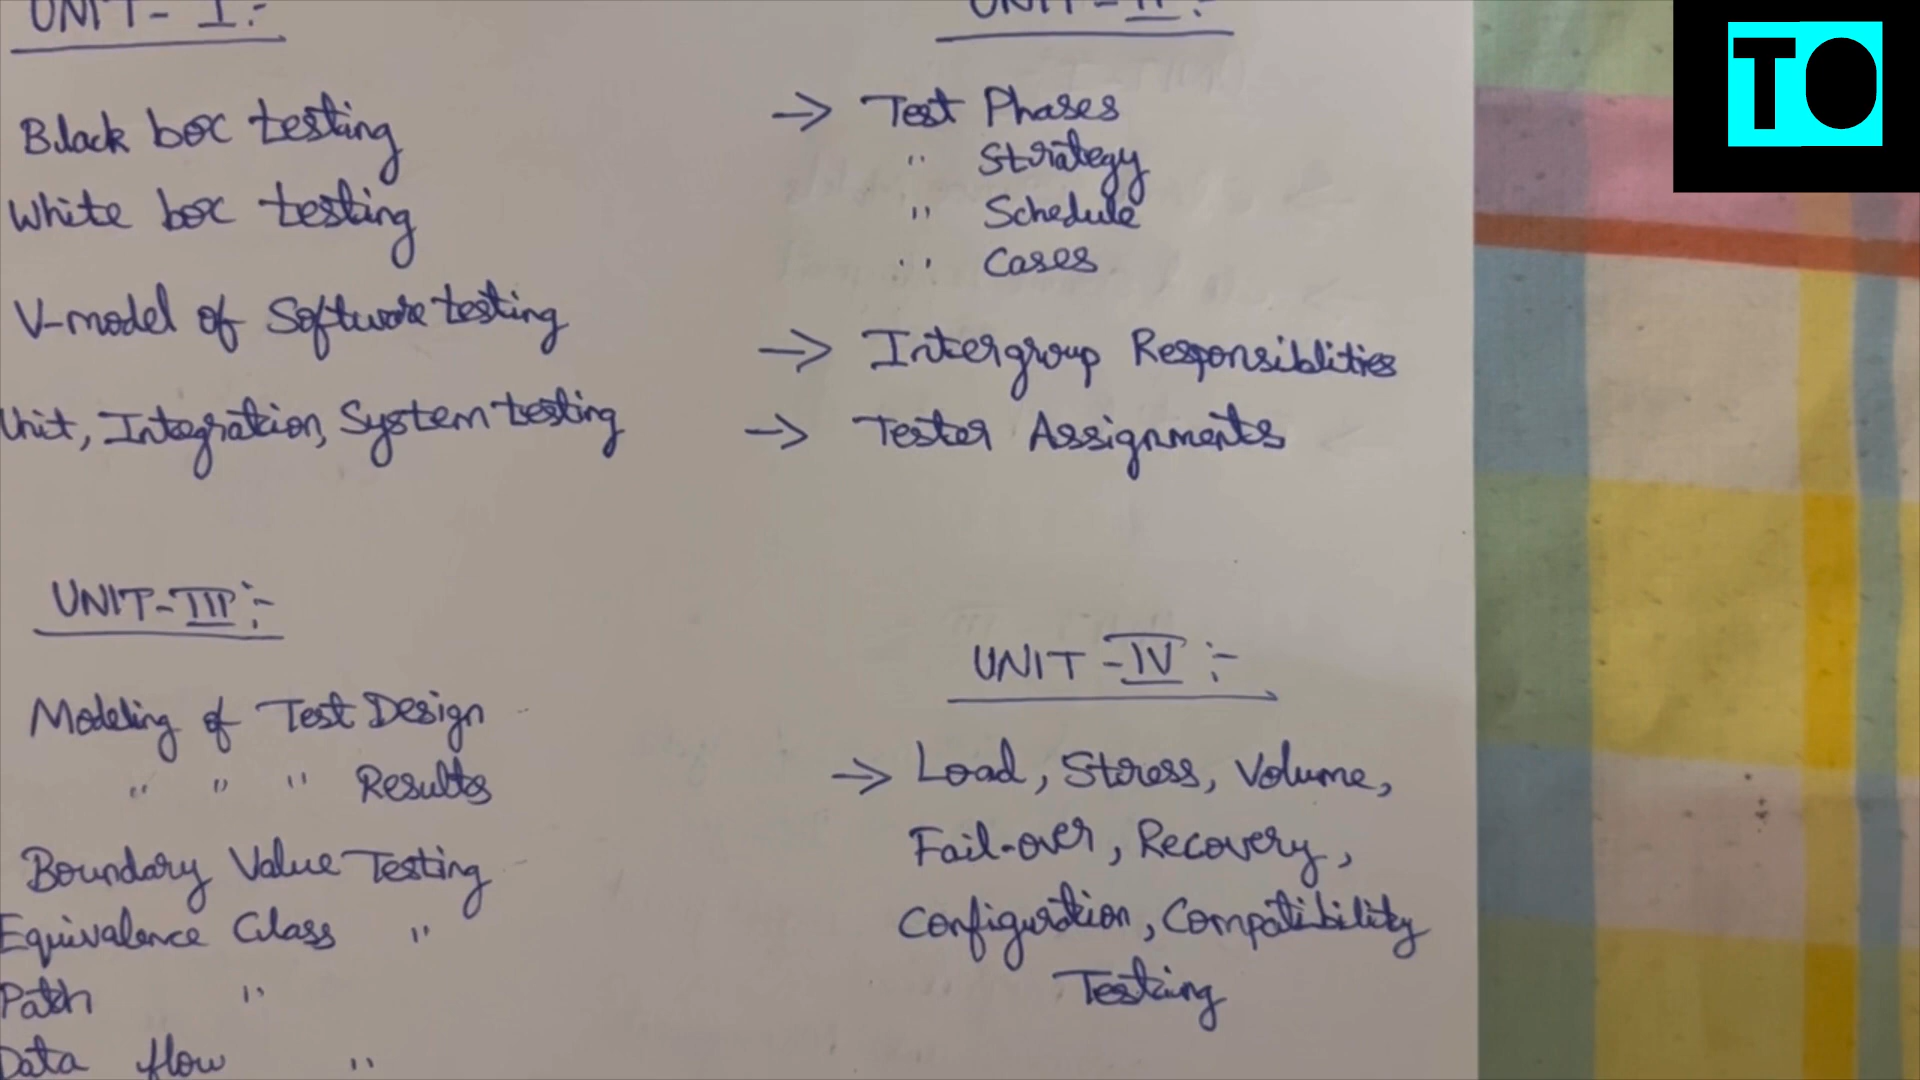 UNIT- I :-
Black box testing
White box testing
V-model of Software testing
Unit, Integration, System testing
UNIT- II :-
→ Test Phases
" Strategy
" Schedule
" Cases
→ Intergroup Responsiblities
→ Tester Assignments
UNIT-III :-
Modeling of Test Design
" " " Results
Boundary Value Testing
Equivalence Class "
Path "
Data flow "
UNIT - IV :-
→ Load, Stress, Volume,
Fail-over, Recovery,
Configuration, Compatibility
Testing
TO